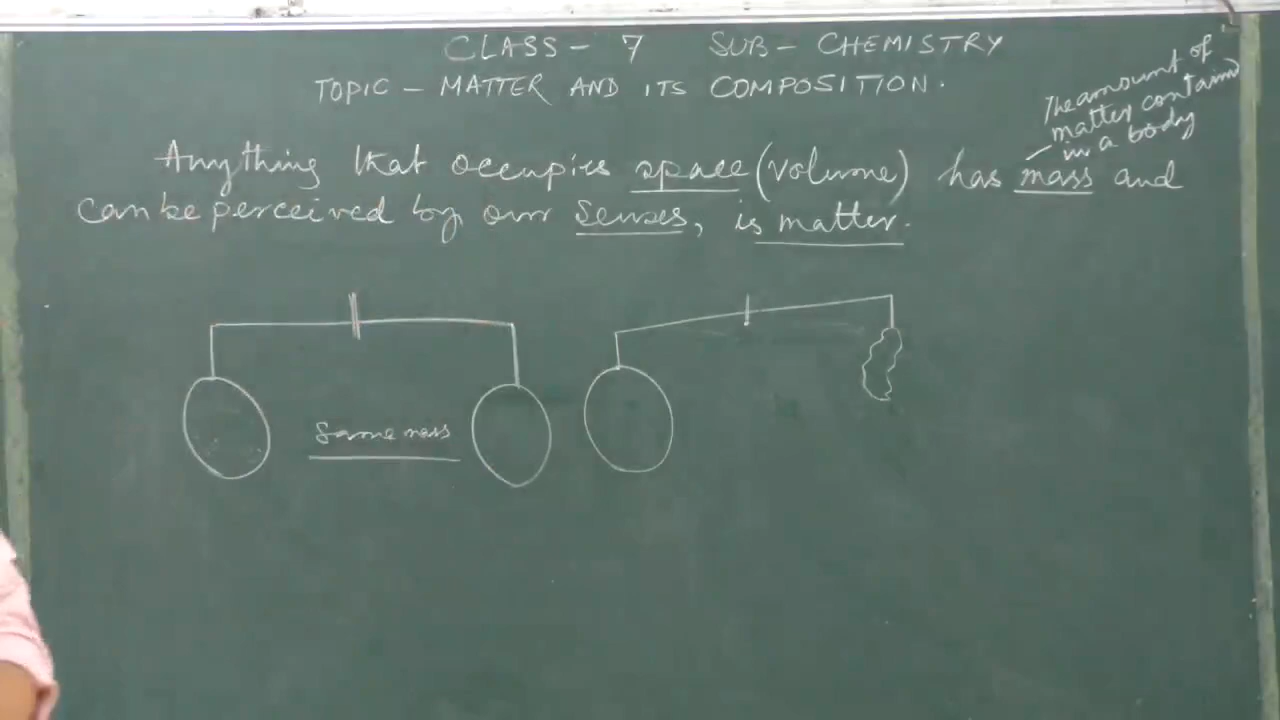 CLASS - 7 SUB - CHEMISTRY
TOPIC - MATTER AND ITS COMPOSITION.
The amount of
matter contain
in a body
Anything that occupies space (volume) has mass and
can be perceived by our senses, is matter.
Same mass